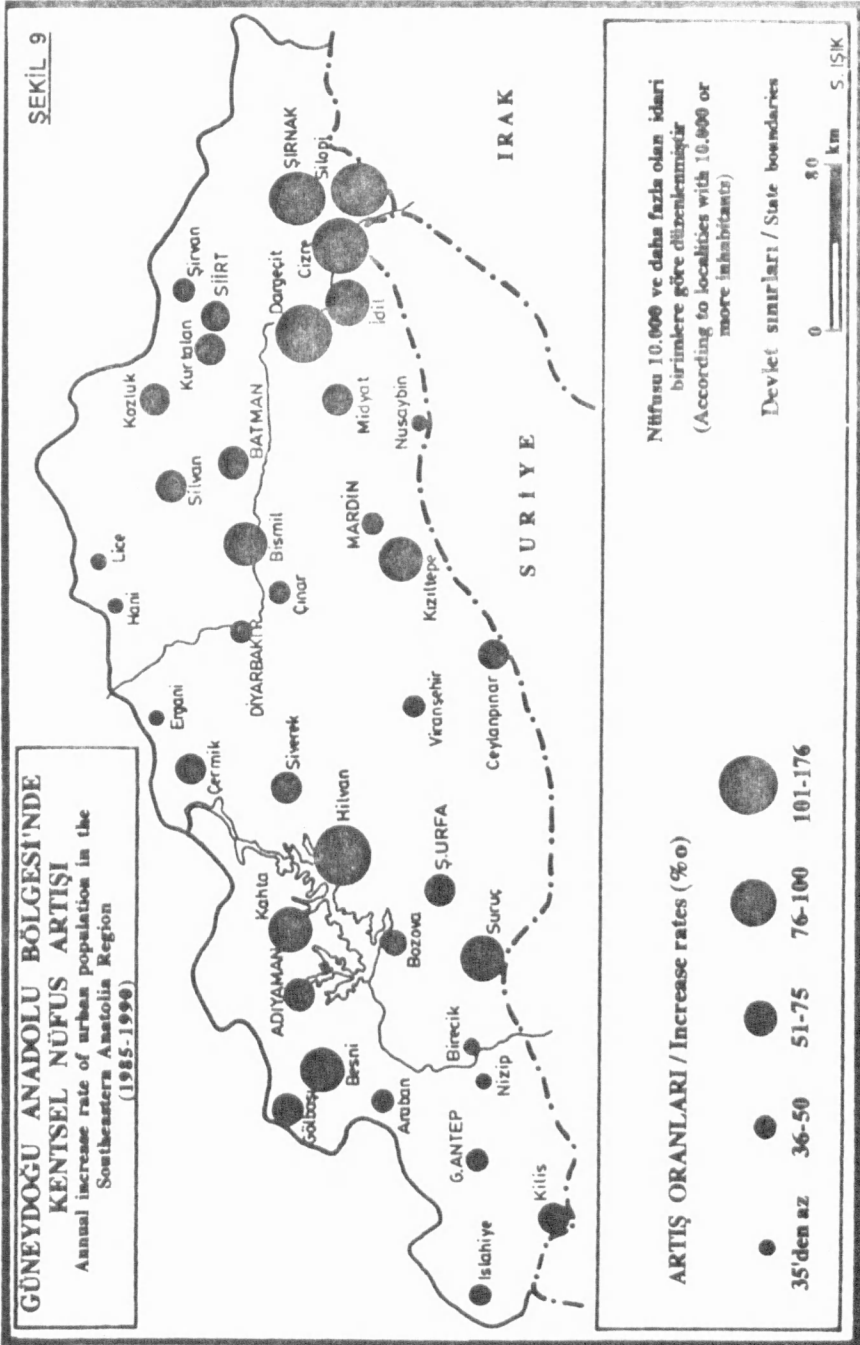 ŞEKİL 9
GÜNEYDOĞU ANADOLU BÖLGESİ'NDE
KENTSEL NÜFUS ARTIŞI
Annual increase rate of urban population in the
Southeastern Anatolia Region
(1985-1990)
Şirvan
SİİRT
Kurtalan
Kozluk
ŞIRNAK
Silopi
Cizre
Dargeçit
İdil
BATMAN
Silvan
Midyat
Nusaybin
Lice
Hani
Bismil
Çınar
MARDİN
Kızıltepe
DİYARBAKIR
Ergani
Çermik
Siverek
Viranşehir
Ceylanpınar
Hilvan
Kahta
ADIYAMAN
Ş.URFA
Bozova
Suruç
Besni
Gölbaşı
Araban
Birecik
Nizip
G.ANTEP
Kilis
Islahiye
IRAK
SURİYE
ARTIŞ ORANLARI / Increase rates (%o)
35'den az
36-50
51-75
76-100
101-176
Nüfusu 10.000 ve daha fazla olan idari
birimlere göre düzenlenmiştir
(According to localities with 10.000 or
more inhabitants)
Devlet sınırları / State boundaries
0 80 km
S. IŞIK